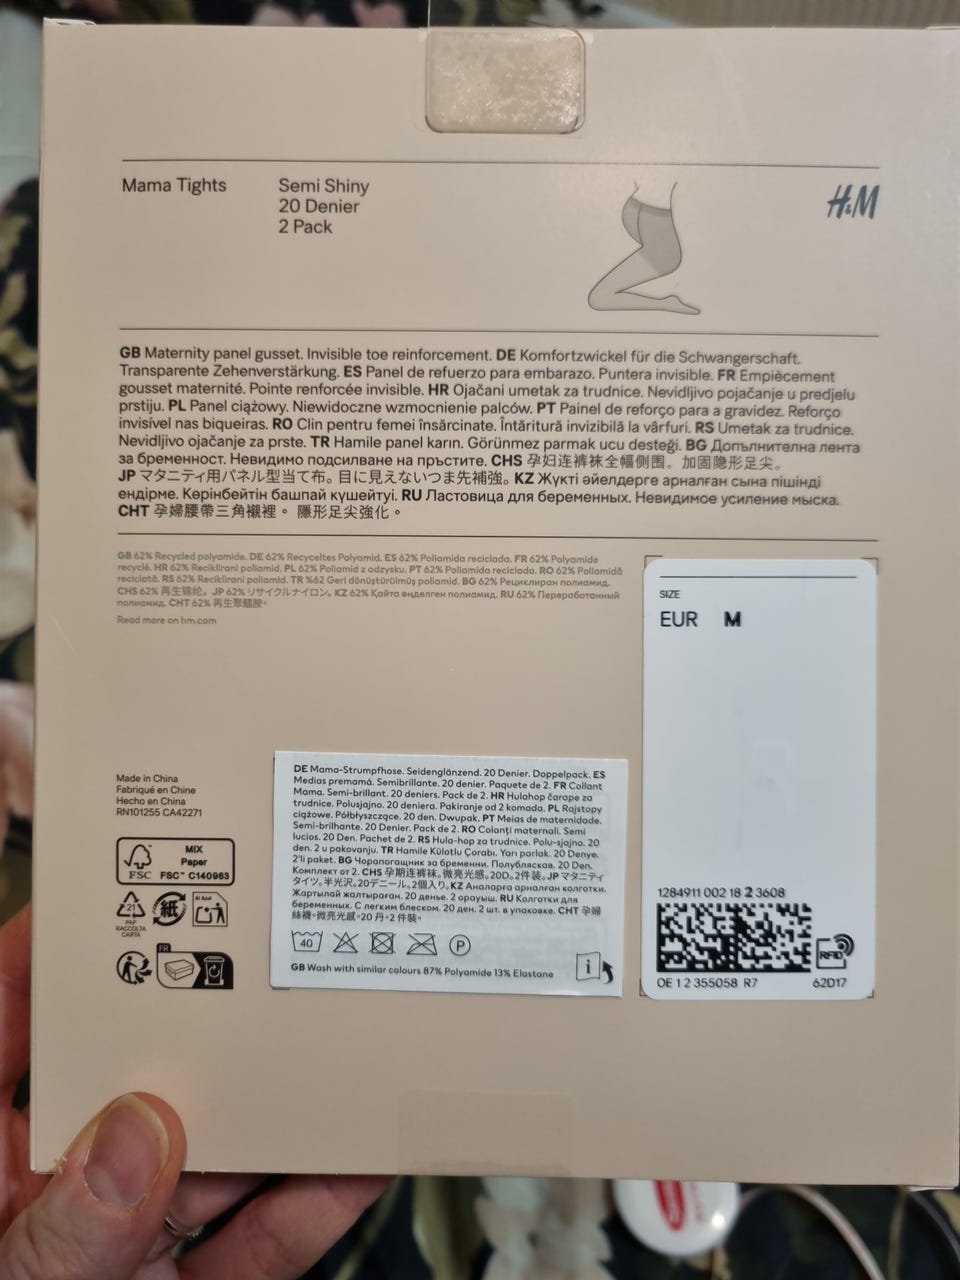 Mama Tights
Semi Shiny
20 Denier
2 Pack
H&M
GB Maternity panel gusset. Invisible toe reinforcement. DE Komfortzwickel für die Schwangerschaft.
Transparente Zehenverstärkung. ES Panel de refuerzo para embarazo. Puntera invisible. FR Empiècement
gousset maternité. Pointe renforcée invisible. HR Ojačani umetak za trudnice. Nevidljivo pojačanje u predjelu
prstiju. PL Panel ciążowy. Niewidoczne wzmocnienie palców. PT Painel de reforço para a gravidez. Reforço
invisível nas biqueiras. RO Clin pentru femei însărcinate. Întăritură invizibilă la vârfuri. RS Umetak za trudnice.
Nevidljivo ojačanje za prste. TR Hamile panel karın. Görünmez parmak ucu desteği. BG Допълнителна лента
за бременност. Невидимо подсилване на пръстите. CHS 孕妇连裤袜全幅侧围。加固隐形足尖。
JP マタニティ用パネル型当て布。目に見えないつま先補強。KZ Жүкті әйелдерге арналған сына пішінді
ендірме. Көрінбейтін башпай күшейтуі. RU Ластовица для беременных. Невидимое усиление мыска.
CHT 孕婦腰帶三角襯裡。隱形足尖強化。
GB 62% Recycled polyamide. DE 62% Recyceltes Polyamid. ES 62% Poliamida reciclada. FR 62% Polyamide
recyclé. HR 62% Reciklirani poliamid. PL 62% Poliamid z odzysku. PT 62% Poliamida reciclada. RO 62% Poliamidă
reciclată. RS 62% Reciklirani poliamid. TR %62 Geri dönüştürülmüş poliamid. BG 62% Рециклиран полиамид.
CHS 62% 再生锦纶。JP 62% リサイクルナイロン。KZ 62% Қайта өңделген полиамид. RU 62% Переработанный
полиамид. CHT 62% 再生聚醯胺。
Read more on hm.com
SIZE
EUR M
Made in China
Fabriqué en Chine
Hecho en China
RN101255 CA42271
FSC
MIX
Paper
FSC™ C140963
21
PAP
RACCOLTA
CARTA
紙
FR
DE Mama-Strumpfhose. Seidenglänzend. 20 Denier. Doppelpack. ES
Medias premamá. Semibrillante. 20 denier. Paquete de 2. FR Collant
Mama. Semi-brillant. 20 deniers. Pack de 2. HR Hulahop čarape za
trudnice. Polusjajno. 20 deniera. Pakiranje od 2 komada. PL Rajstopy
ciążowe. Półbłyszczące. 20 den. Dwupak. PT Meias de maternidade.
Semi-brilhante. 20 Denier. Pack de 2. RO Colanți maternali. Semi
lucios. 20 Den. Pachet de 2. RS Hula-hop za trudnice. Polu-sjajno. 20
den. 2 u pakovanju. TR Hamile Külotlu Çorabı. Yarı parlak. 20 Denye.
2'li paket. BG Чорапогащник за бременни. Полубляскав. 20 Den.
Комплект от 2. CHS 孕期连裤袜。微亮光感。20D。2件装。JP マタニティ
タイツ。半光沢。20デニール。2個入り。KZ Аналарға арналған колготки.
Жартылай жалтыраған. 20 денье. 2 орауыш. RU Колготки для
беременных. С легким блеском. 20 ден. 2 шт. в упаковке. CHT 孕婦
絲襪。微亮光感。20丹。2件裝。
40
P
GB Wash with similar colours 87% Polyamide 13% Elastane
i
1284911 002 18 2 3608
RFID
OE 1 2 355058 R7 62D17